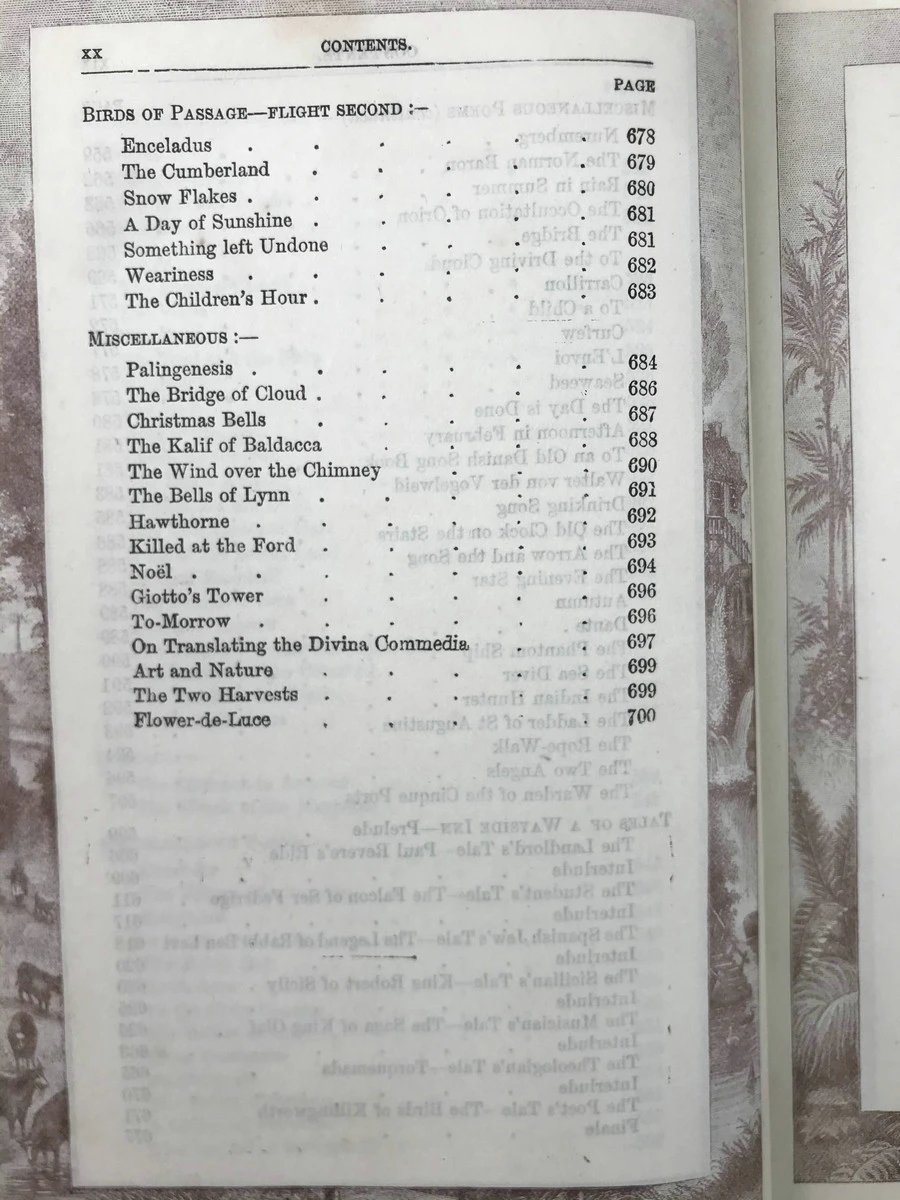 xx CONTENTS.
PAGE
BIRDS OF PASSAGE—FLIGHT SECOND :—
Enceladus . . . . . . 678
The Cumberland . . . . . 679
Snow Flakes . . . . . . 680
A Day of Sunshine . . . . . 681
Something left Undone . . . . 681
Weariness . . . . . . 682
The Children's Hour . . . . . 683
MISCELLANEOUS :—
Palingenesis . . . . . . 684
The Bridge of Cloud . . . . . 686
Christmas Bells . . . . . 687
The Kalif of Baldacca . . . . 688
The Wind over the Chimney . . . 690
The Bells of Lynn . . . . . 691
Hawthorne . . . . . . 692
Killed at the Ford . . . . . 693
Noël . . . . . . . 694
Giotto's Tower . . . . . 696
To-Morrow . . . . . . 696
On Translating the Divina Commedia . . 697
Art and Nature . . . . . 699
The Two Harvests . . . . . 699
Flower-de-Luce . . . . . 700